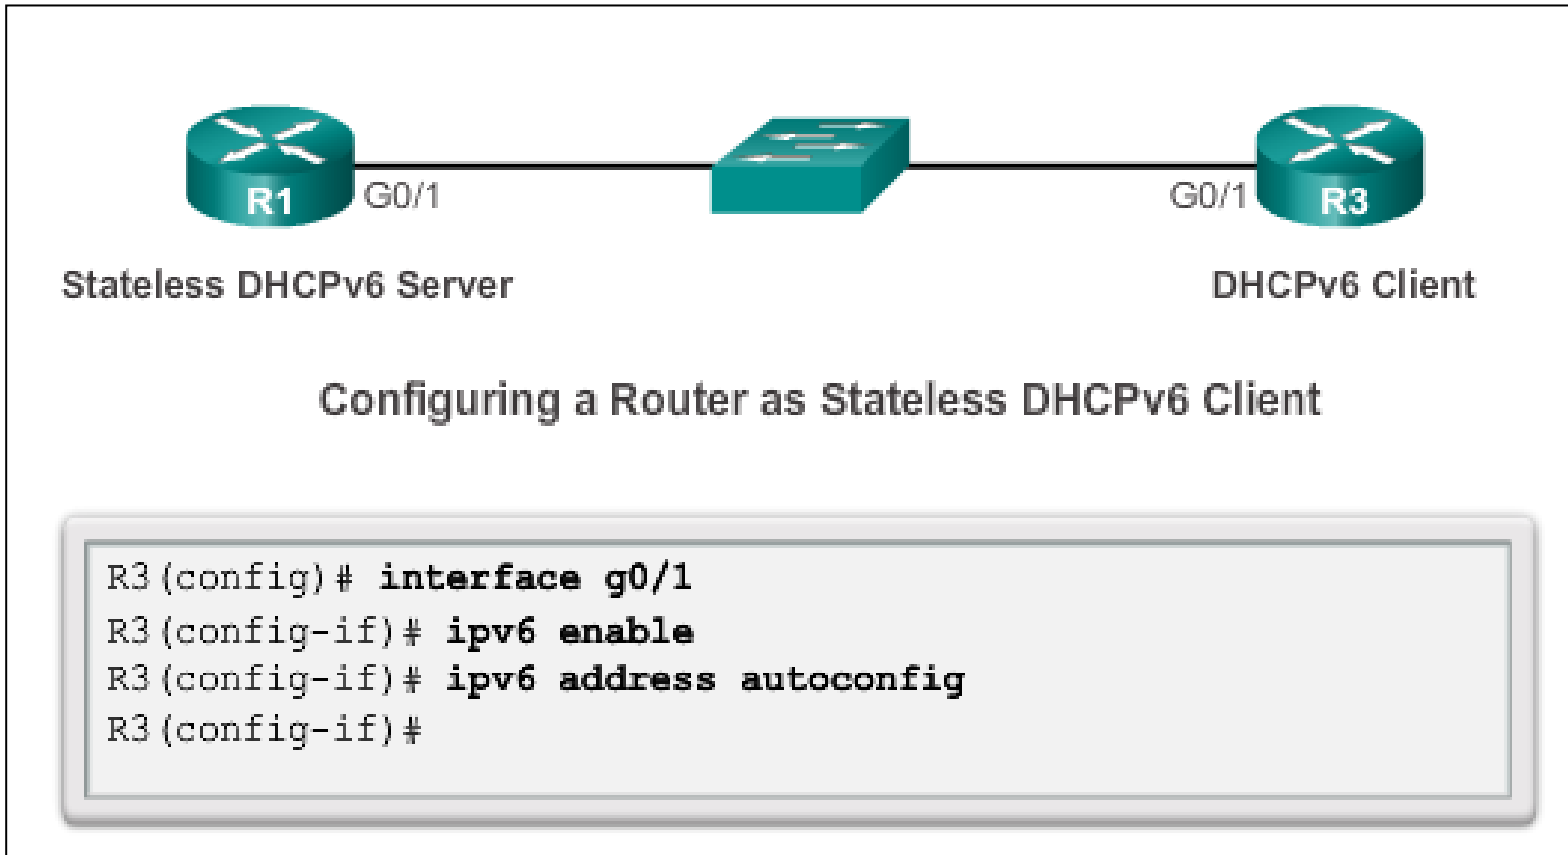 R1
G0/1
G0/1
R3
Stateless DHCPv6 Server
DHCPv6 Client
Configuring a Router as Stateless DHCPv6 Client
R3(config)# interface g0/1
R3(config-if)# ipv6 enable
R3(config-if)# ipv6 address autoconfig
R3(config-if)#